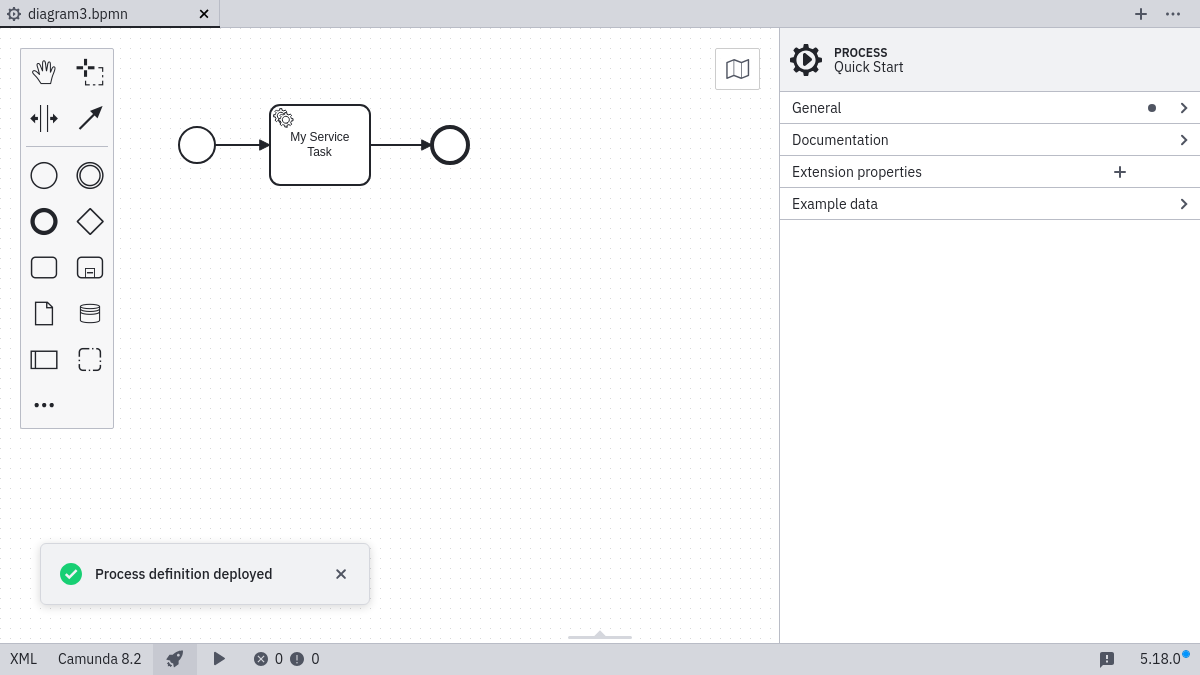 diagram3.bpmn
PROCESS
Quick Start
General
Documentation
Extension properties
Example data
My Service
Task
Process definition deployed
XML Camunda 8.2 0 0 5.18.0